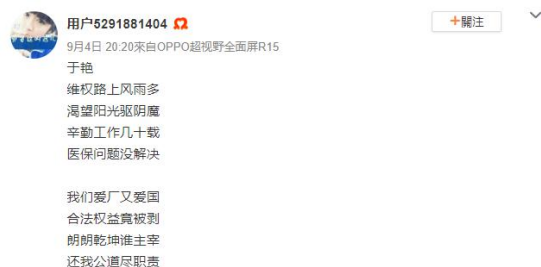 用户5291881404
+關注
9月4日 20:20來自OPPO超视野全面屏R15
于艳
维权路上风雨多
渴望阳光驱阴魔
辛勤工作几十载
医保问题没解决
我们爱厂又爱国
合法权益竟被剥
朗朗乾坤谁主宰
还我公道尽职责